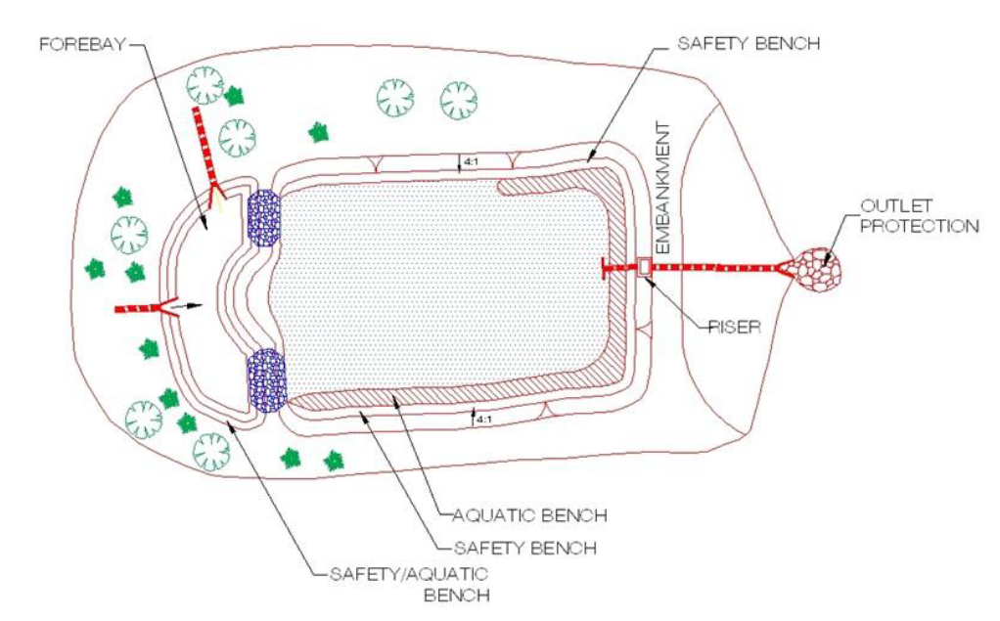 FOREBAY
SAFETY BENCH
4:1
EMBANKMENT
OUTLET
PROTECTION
RISER
4:1
AQUATIC BENCH
SAFETY BENCH
SAFETY/AQUATIC
BENCH